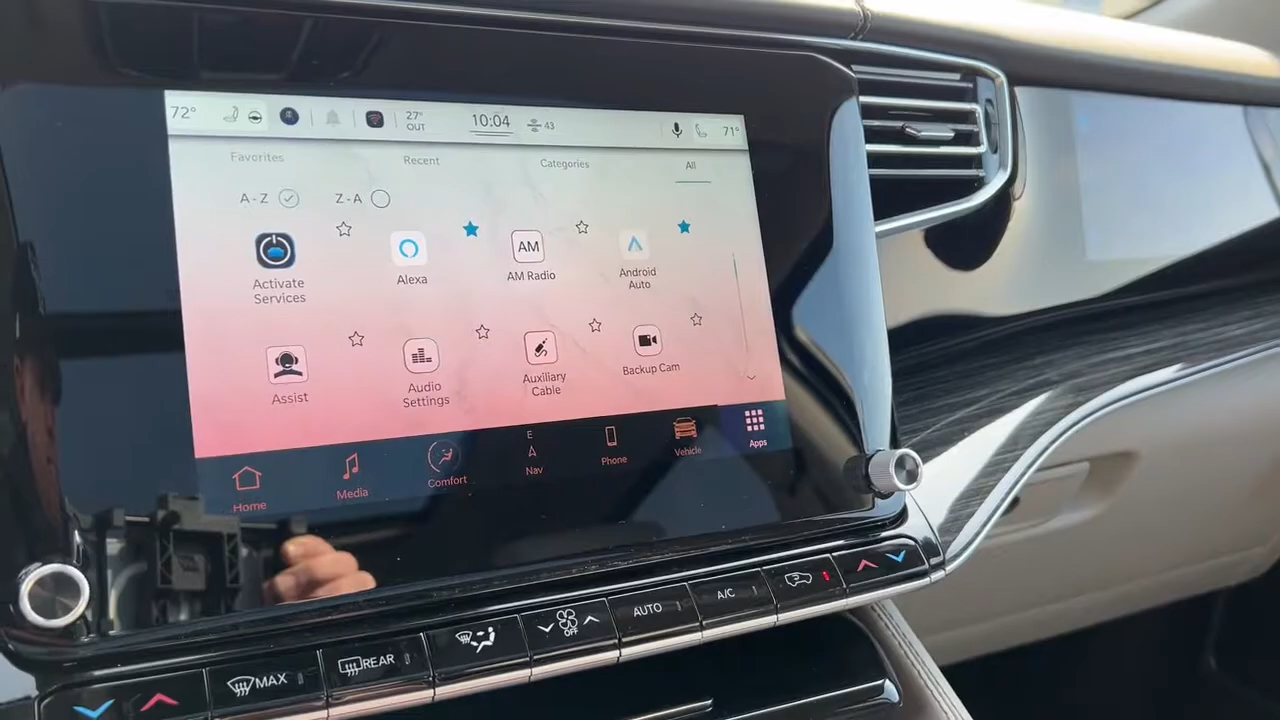 72°
27°
OUT
10:04
43
71°
Favorites
Recent
Categories
All
A - Z
Z - A
Activate
Services
Alexa
AM
AM Radio
Android
Auto
Assist
Audio
Settings
Auxiliary
Cable
Backup Cam
Home
Media
Comfort
E
Nav
Phone
Vehicle
Apps
MAX
REAR
OFF
AUTO
A/C